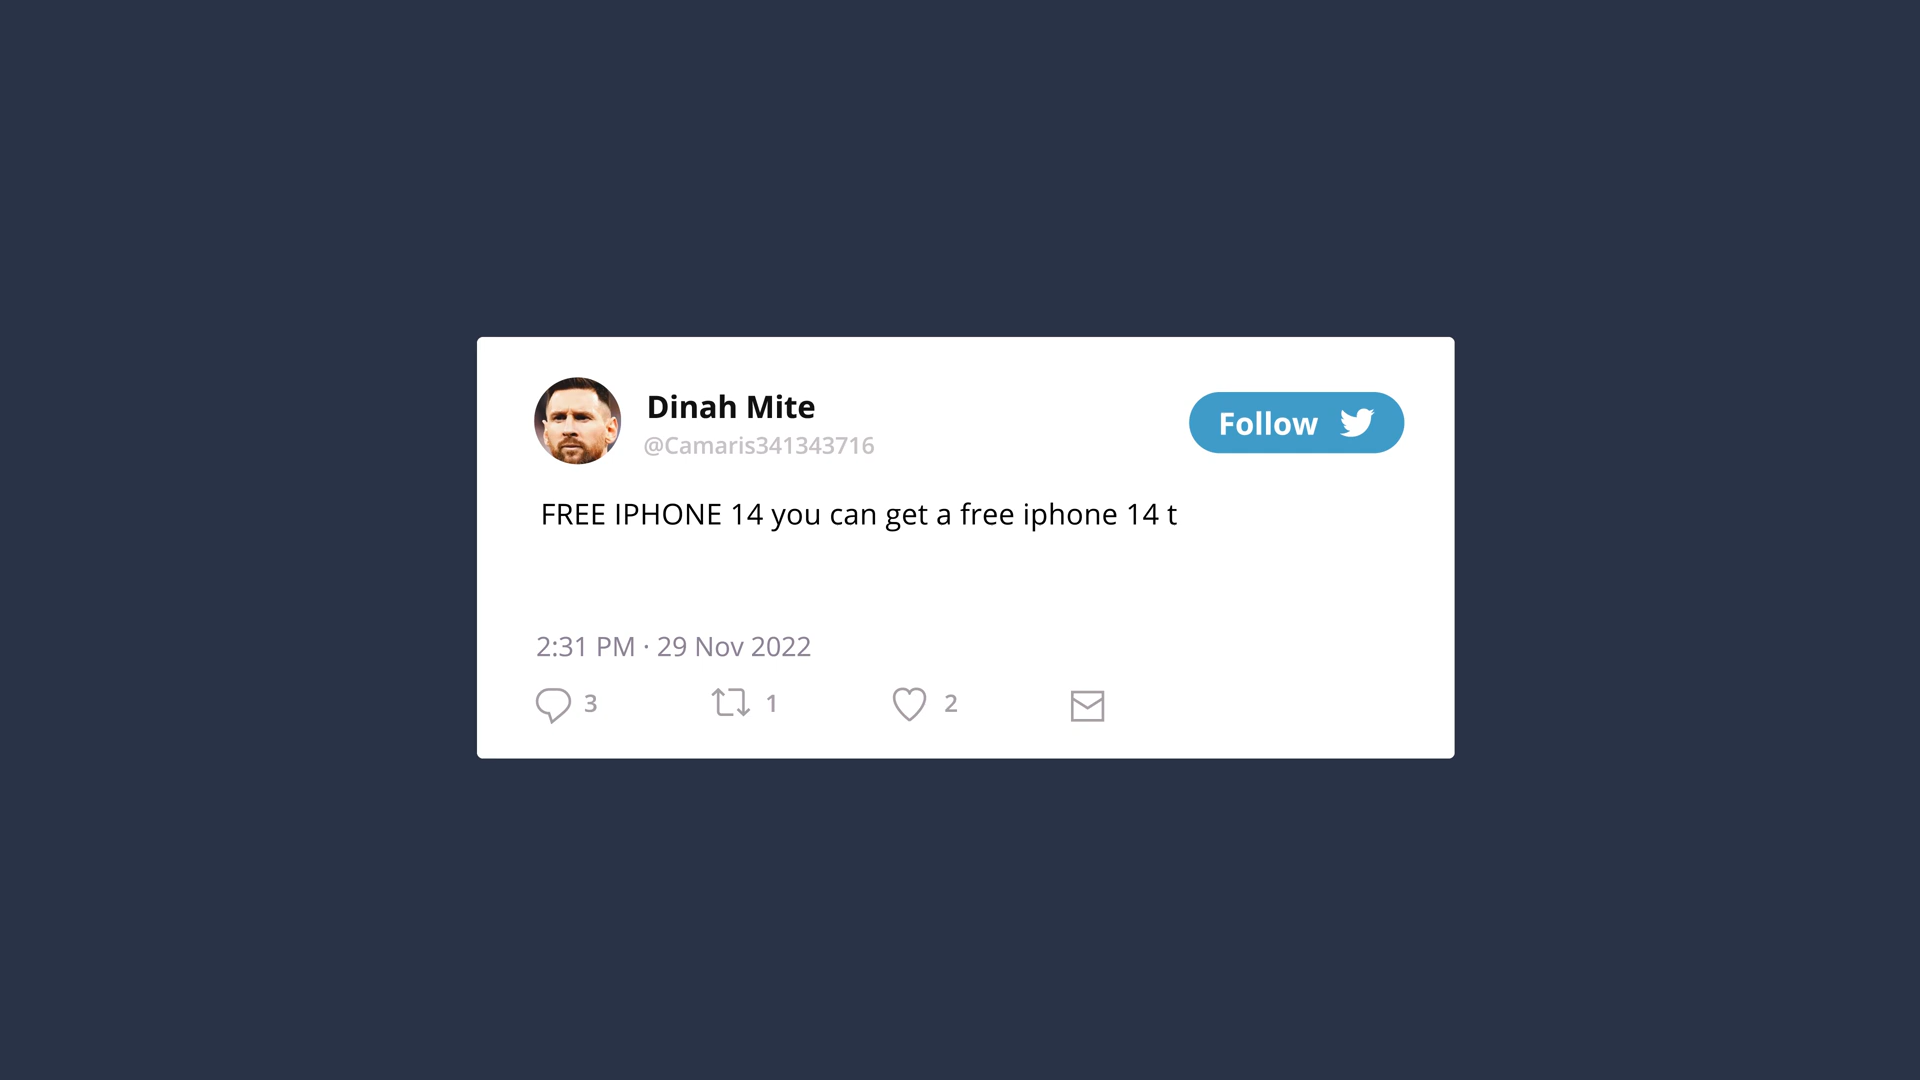 Dinah Mite
@Camaris341343716
Follow
FREE IPHONE 14 you can get a free iphone 14 t
2:31 PM · 29 Nov 2022
3 1 2